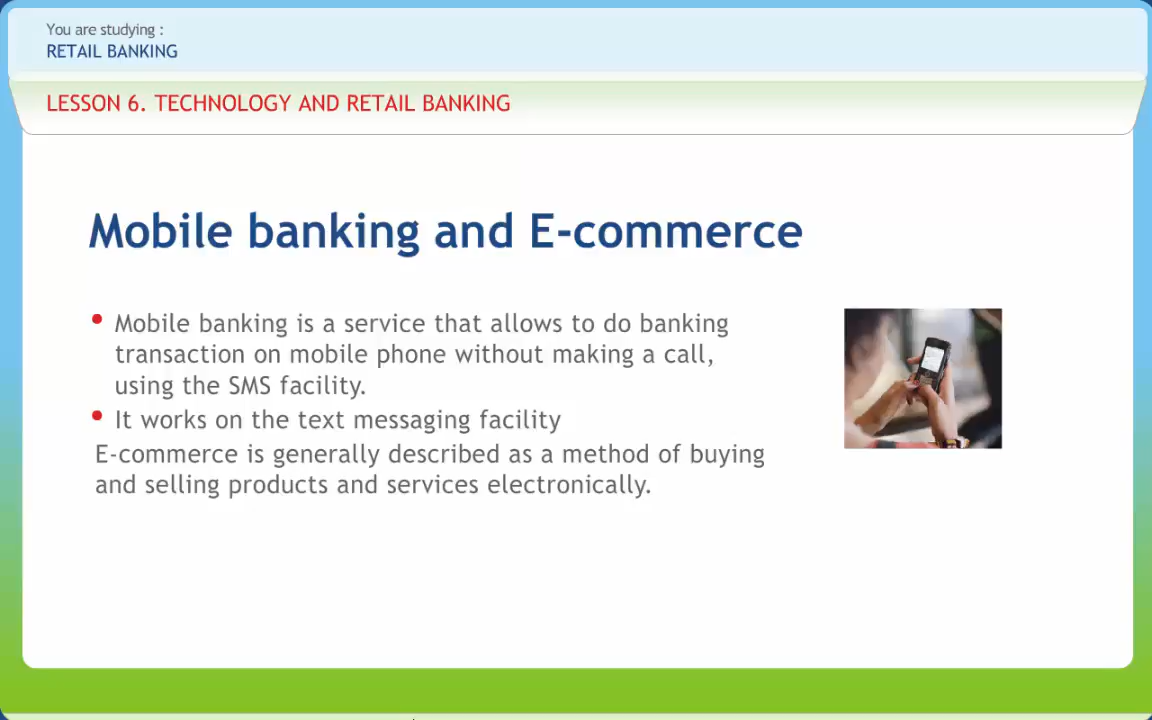 You are studying :
RETAIL BANKING
LESSON 6. TECHNOLOGY AND RETAIL BANKING
Mobile banking and E-commerce
• Mobile banking is a service that allows to do banking
transaction on mobile phone without making a call,
using the SMS facility.
• It works on the text messaging facility
E-commerce is generally described as a method of buying
and selling products and services electronically.